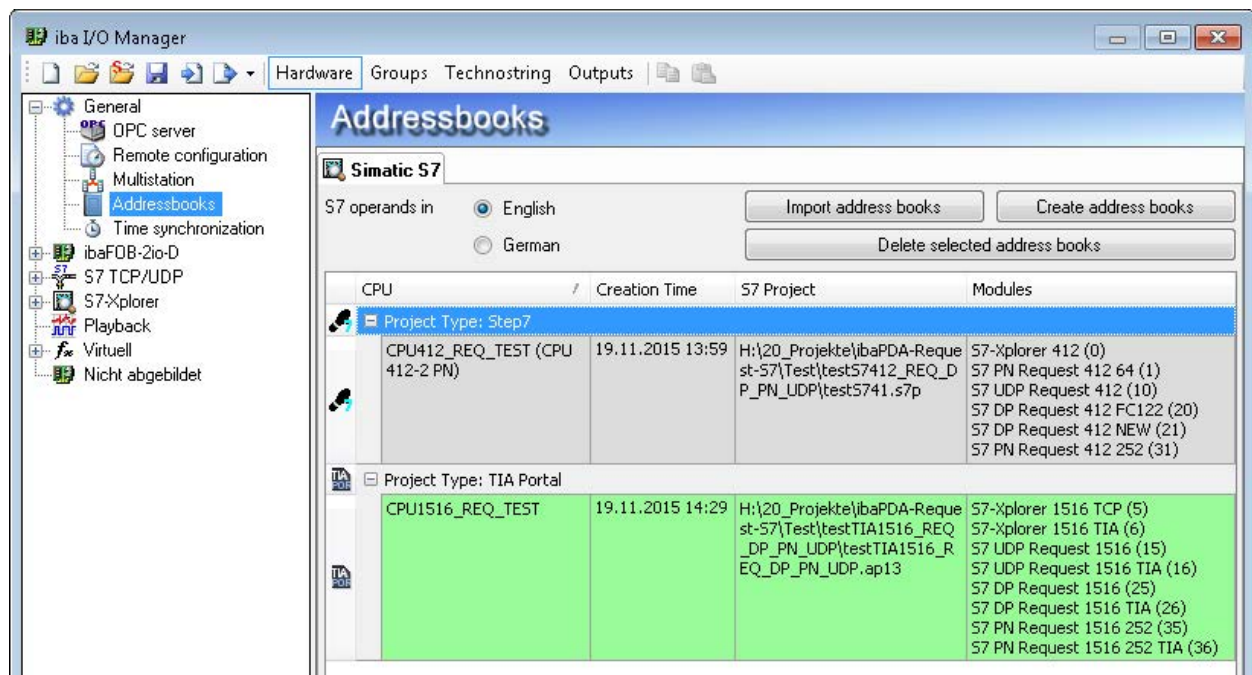 iba I/O Manager
Hardware Groups Technostring Outputs
General
OPC server
Remote configuration
Multistation
Addressbooks
Time synchronization
ibaFOB-2io-D
S7 TCP/UDP
S7-Xplorer
Playback
Virtuell
Nicht abgebildet
Addressbooks
Simatic S7
S7 operands in English
German
Import address books Create address books
Delete selected address books
CPU / Creation Time S7 Project Modules
Project Type: Step7
CPU412_REQ_TEST (CPU
412-2 PN)
19.11.2015 13:59
H:\20_Projekte\ibaPDA-Reque
st-S7\Test\testS7412_REQ_D
P_PN_UDP\testS741.s7p
S7-Xplorer 412 (0)
S7 PN Request 412 64 (1)
S7 UDP Request 412 (10)
S7 DP Request 412 FC122 (20)
S7 DP Request 412 NEW (21)
S7 PN Request 412 252 (31)
Project Type: TIA Portal
CPU1516_REQ_TEST
19.11.2015 14:29
H:\20_Projekte\ibaPDA-Reque
st-S7\Test\testTIA1516_REQ
_DP_PN_UDP\testTIA1516_R
EQ_DP_PN_UDP.ap13
S7-Xplorer 1516 TCP (5)
S7-Xplorer 1516 TIA (6)
S7 UDP Request 1516 (15)
S7 UDP Request 1516 TIA (16)
S7 DP Request 1516 (25)
S7 DP Request 1516 TIA (26)
S7 PN Request 1516 252 (35)
S7 PN Request 1516 252 TIA (36)